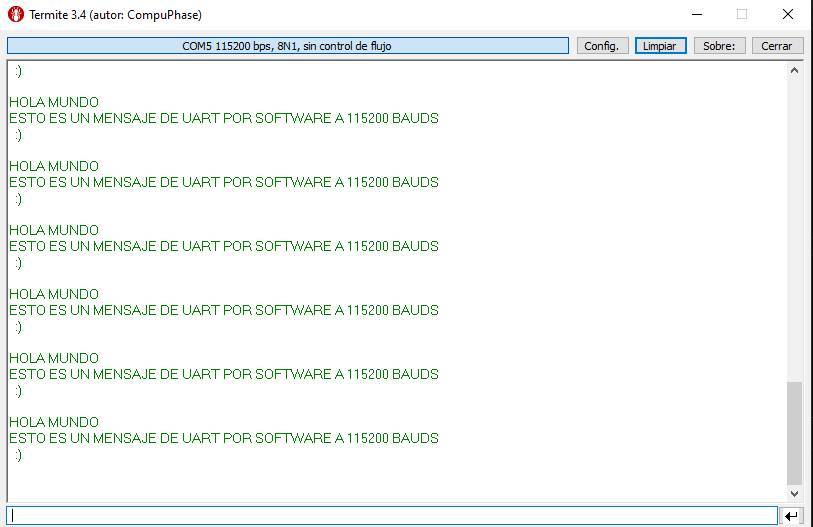 Termite 3.4 (autor: CompuPhase)
COM5 115200 bps, 8N1, sin control de flujo
Config.
Limpiar
Sobre:
Cerrar
:)
HOLA MUNDO
ESTO ES UN MENSAJE DE UART POR SOFTWARE A 115200 BAUDS
:)
HOLA MUNDO
ESTO ES UN MENSAJE DE UART POR SOFTWARE A 115200 BAUDS
:)
HOLA MUNDO
ESTO ES UN MENSAJE DE UART POR SOFTWARE A 115200 BAUDS
:)
HOLA MUNDO
ESTO ES UN MENSAJE DE UART POR SOFTWARE A 115200 BAUDS
:)
HOLA MUNDO
ESTO ES UN MENSAJE DE UART POR SOFTWARE A 115200 BAUDS
:)
HOLA MUNDO
ESTO ES UN MENSAJE DE UART POR SOFTWARE A 115200 BAUDS
:)